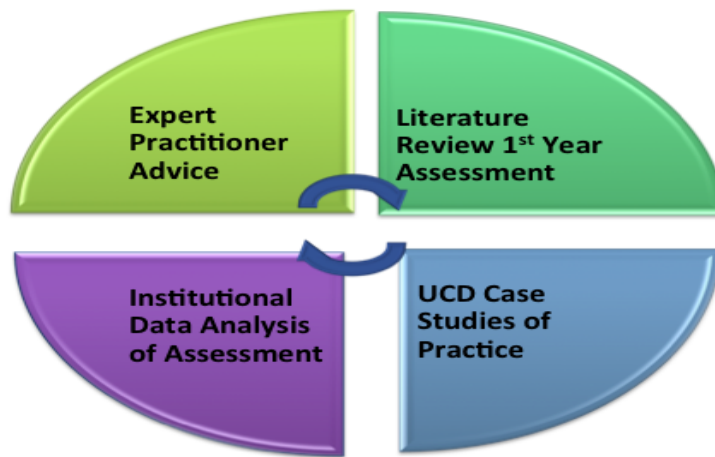 Expert
Practitioner
Advice
Literature
Review 1st Year
Assessment
Institutional
Data Analysis
of Assessment
UCD Case
Studies of
Practice